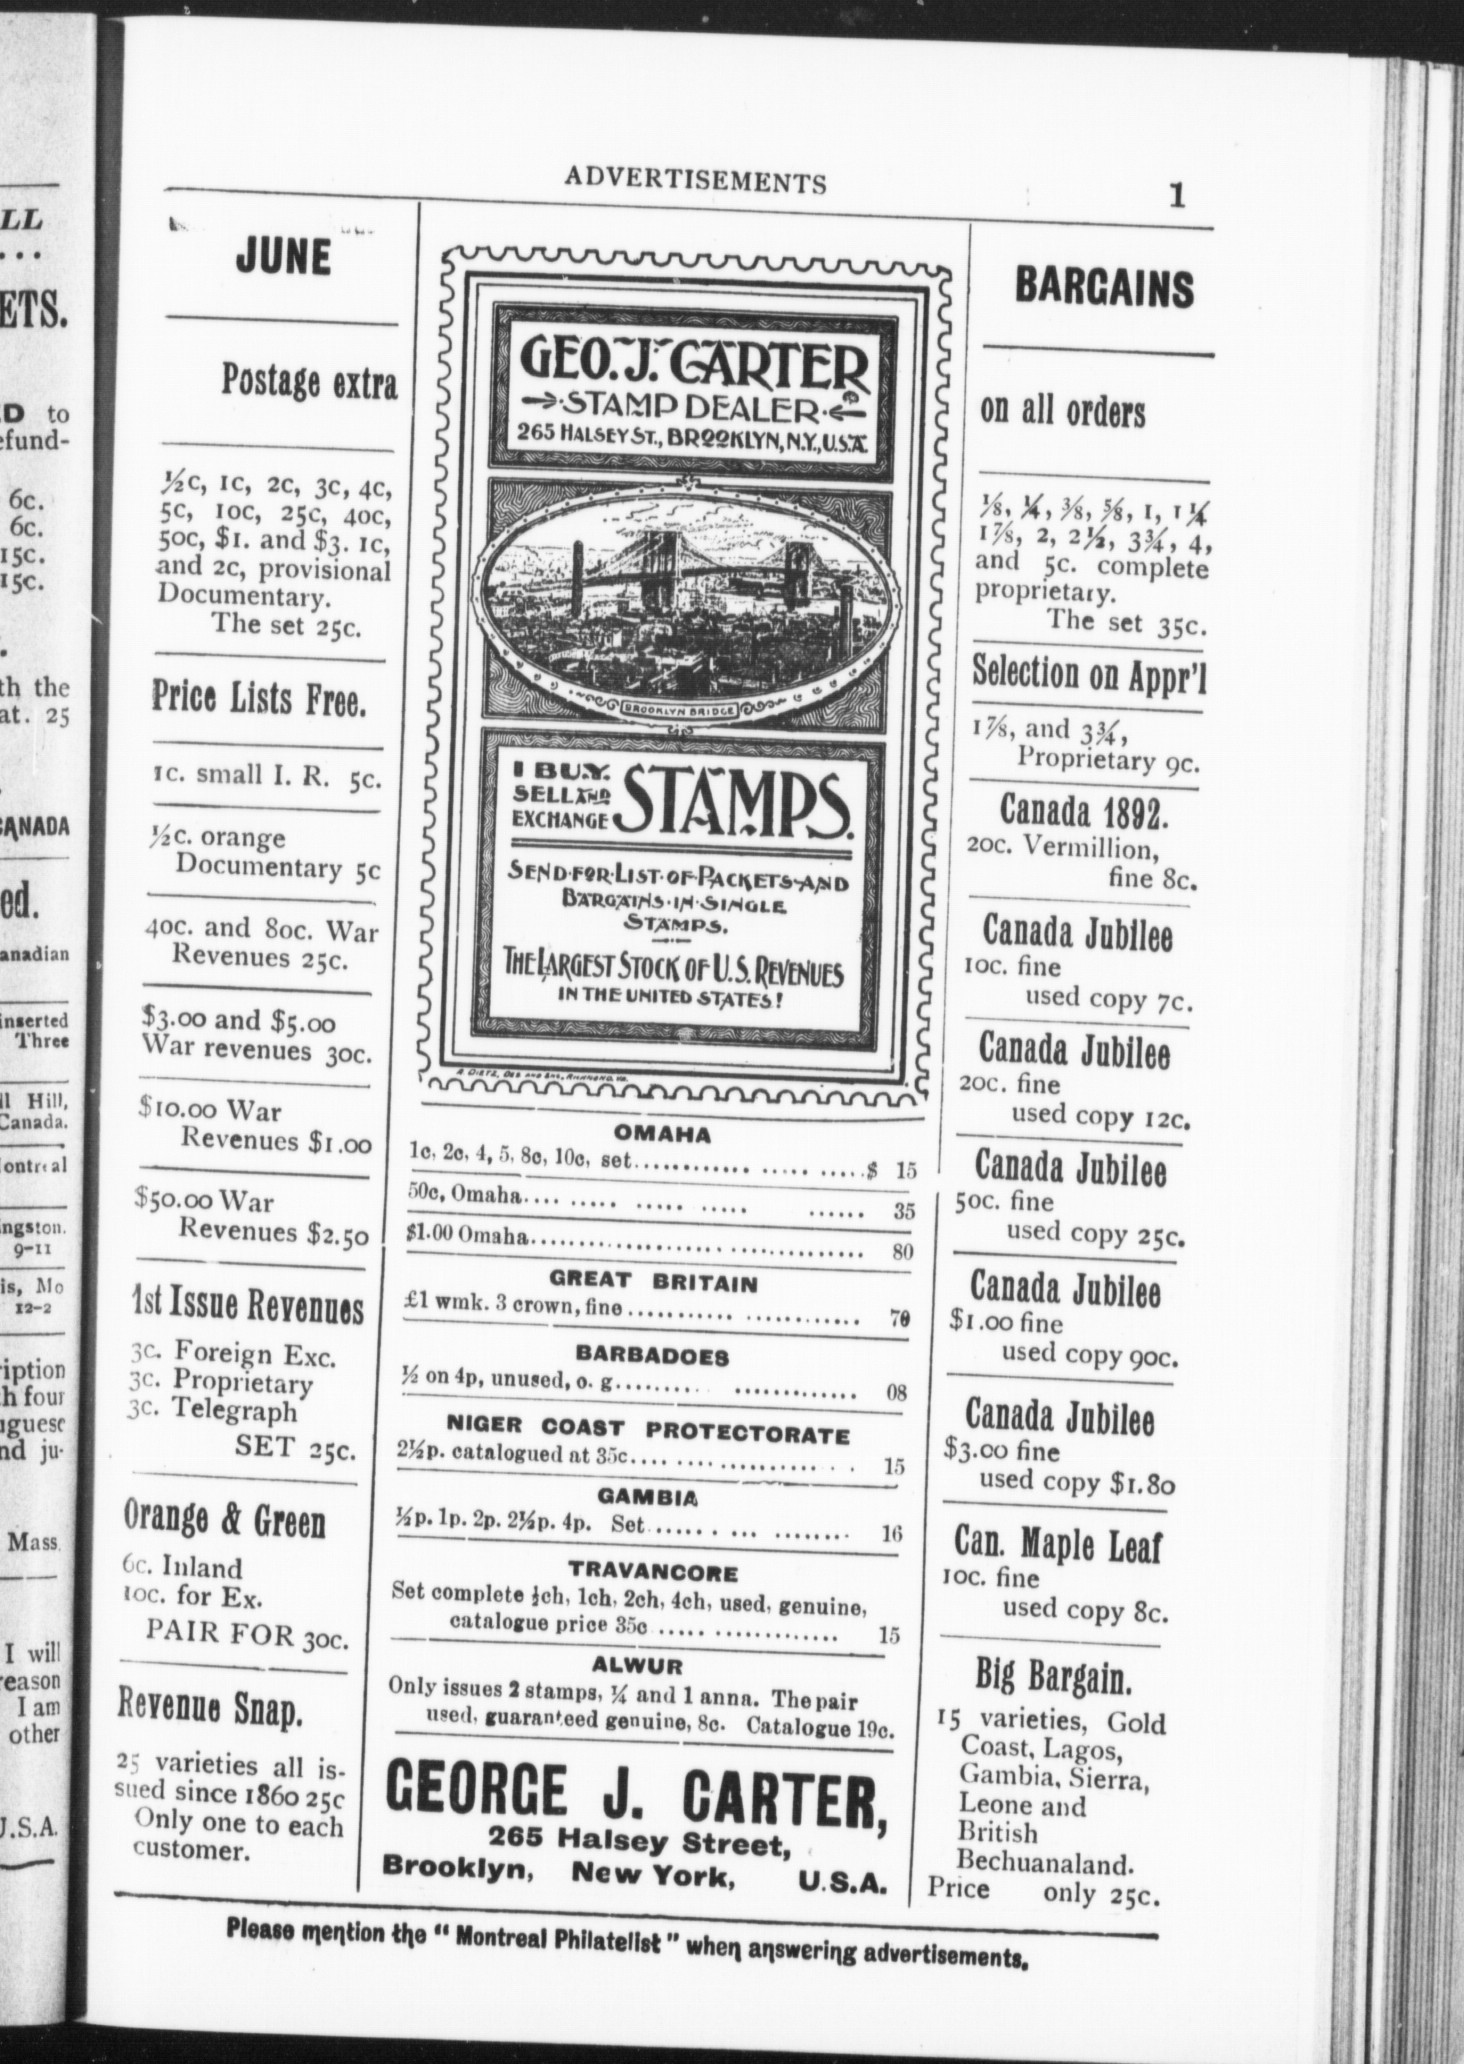 ADVERTISEMENTS 1
JUNE
Postage extra
½c, 1c, 2c, 3c, 4c,
5c, 10c, 25c, 40c,
50c, $1. and $3. 1c,
and 2c, provisional
Documentary.
The set 25c.
Price Lists Free.
1c. small I. R. 5c.
½c. orange
Documentary 5c
40c. and 80c. War
Revenues 25c.
$3.00 and $5.00
War revenues 30c.
$10.00 War
Revenues $1.00
$50.00 War
Revenues $2.50
1st Issue Revenues
3c. Foreign Exc.
3c. Proprietary
3c. Telegraph
SET 25c.
Orange & Green
6c. Inland
10c. for Ex.
PAIR FOR 30c.
Revenue Snap.
25 varieties all is-
sued since 1860 25c
Only one to each
customer.
GEO. J. CARTER
STAMP DEALER
265 HALSEY ST., BROOKLYN, N.Y., U.S.A.
BROOKLYN BRIDGE
I BUY
SELL AND
EXCHANGE
STAMPS.
SEND·FOR·LIST·OF·PACKETS·AND
BARGAINS·IN·SINGLE
STAMPS.
THE LARGEST STOCK OF U.S. REVENUES
IN THE UNITED STATES!
OMAHA
1c, 2c, 4, 5, 8c, 10c, set.................. ..... .....$ 15
50c, Omaha.... ..... ..... ..... ...... 35
$1.00 Omaha..................... ............... 80
GREAT BRITAIN
£1 wmk. 3 crown, fine............ ............ 70
BARBADOES
½ on 4p, unused, o. g......... ............. 08
NIGER COAST PROTECTORATE
2½p. catalogued at 35c.... .... ........... . . 15
GAMBIA
½p. 1p. 2p. 2½p. 4p. Set....... ... ........ 16
TRAVANCORE
Set complete ½ch, 1ch, 2ch, 4ch, used, genuine,
catalogue price 35c ..... ............. 15
ALWUR
Only issues 2 stamps, ¼ and 1 anna. The pair
used, guaranteed genuine, 8c. Catalogue 19c.
GEORGE J. CARTER,
265 Halsey Street,
Brooklyn, New York, U.S.A.
BARGAINS
on all orders
⅛, ¼, ⅜, ⅝, 1, 1¼
1⅞, 2, 2½, 3¾, 4,
and 5c. complete
proprietary.
The set 35c.
Selection on Appr'l
1⅞, and 3¾,
Proprietary 9c.
Canada 1892.
20c. Vermillion,
fine 8c.
Canada Jubilee
10c. fine
used copy 7c.
Canada Jubilee
20c. fine
used copy 12c.
Canada Jubilee
50c. fine
used copy 25c.
Canada Jubilee
$1.00 fine
used copy 90c.
Canada Jubilee
$3.00 fine
used copy $1.80
Can. Maple Leaf
10c. fine
used copy 8c.
Big Bargain.
15 varieties, Gold
Coast, Lagos,
Gambia, Sierra,
Leone and
British
Bechuanaland.
Price only 25c.
Please mention the "Montreal Philatelist" when answering advertisements.